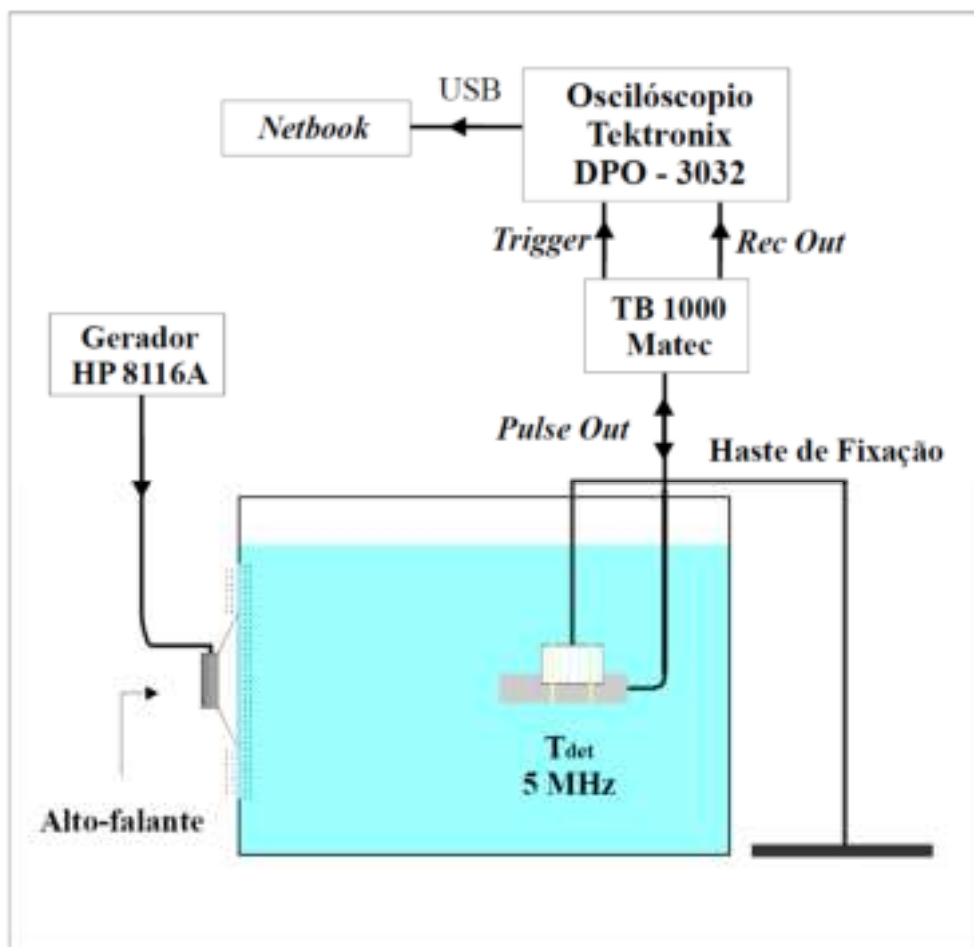 USB
Netbook
Oscilóscopio
Tektronix
DPO - 3032
Trigger
Rec Out
TB 1000
Matec
Gerador
HP 8116A
Pulse Out
Haste de Fixação
Tdet
5 MHz
Alto-falante